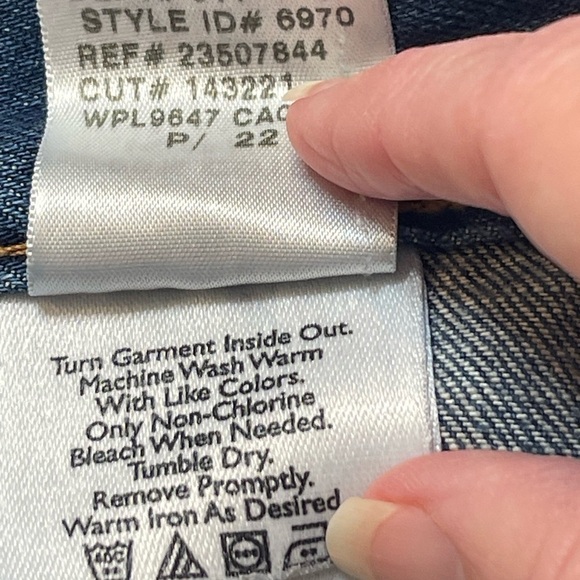 STYLE ID# 6970
REF# 23507844
CUT# 143221
WPL9647
P/ 22
Turn Garment Inside Out.
Machine Wash Warm
With Like Colors.
Only Non-Chlorine
Bleach When Needed.
Tumble Dry.
Remove Promptly.
Warm Iron As Desired